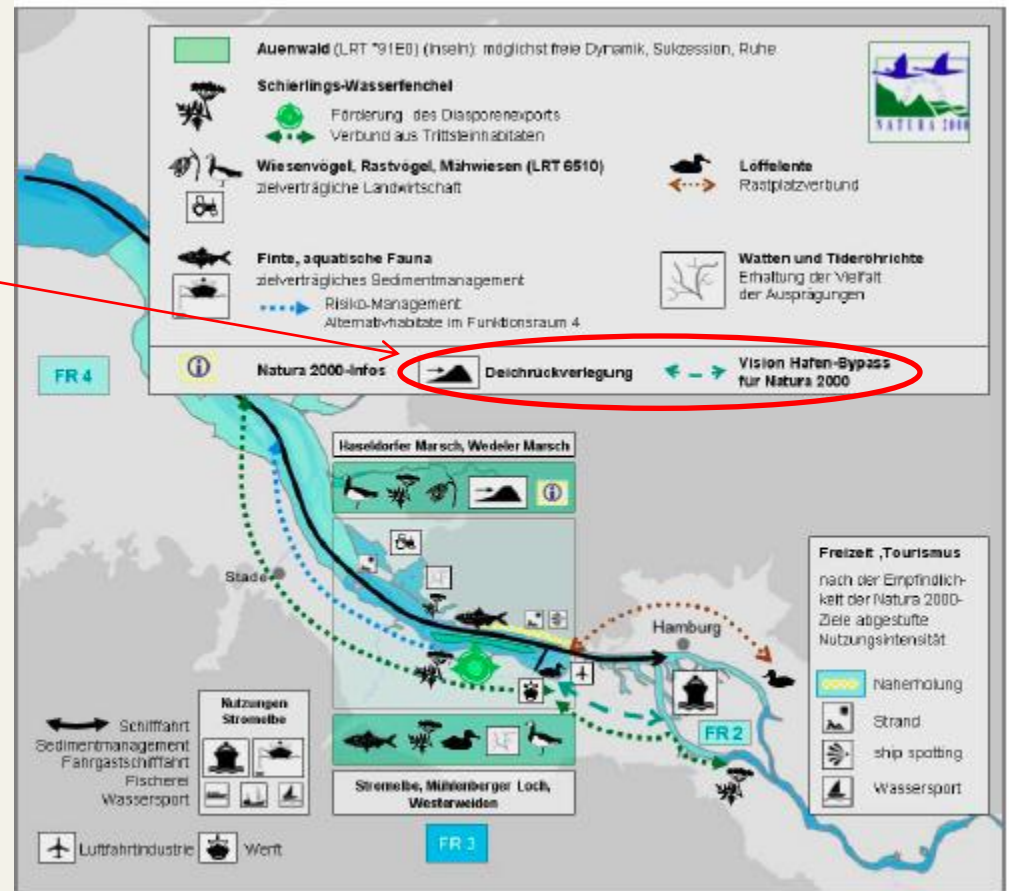 Auenwald (LRT *91E0) (Inseln): möglichst freie Dynamik, Sukzession, Ruhe
Schierlings-Wasserfenchel
Förderung des Diasporenexports
Verbund aus Trittsteinhabitaten
NATURA 2000
Wiesenvögel, Rastvögel, Mähwiesen (LRT 6510)
zielverträgliche Landwirtschaft
Löffelente
Rastplatzverbund
Finte, aquatische Fauna
zielverträgliches Sedimentmanagement
Risiko-Management
Alternativhabitate im Funktionsraum 4
Watten und Tideröhrichte
Erhaltung der Vielfalt
der Ausprägungen
Natura 2000-Infos
Deichrückverlegung
Vision Hafen-Bypass
für Natura 2000
FR 4
Haseldorfer Marsch, Wedeler Marsch
Stade
Hamburg
FR 2
Freizeit ,Tourismus
nach der Empfindlich-
keit der Natura 2000-
Ziele abgestufte
Nutzungsintensität
Naherholung
Strand
ship spotting
Wassersport
Nutzungen
Stromelbe
Schifffahrt
Sedimentmanagement
Fahrgastschifffahrt
Fischerei
Wassersport
Luftfahrtindustrie
Werft
Stromelbe, Mühlenberger Loch,
Westerweiden
FR 3